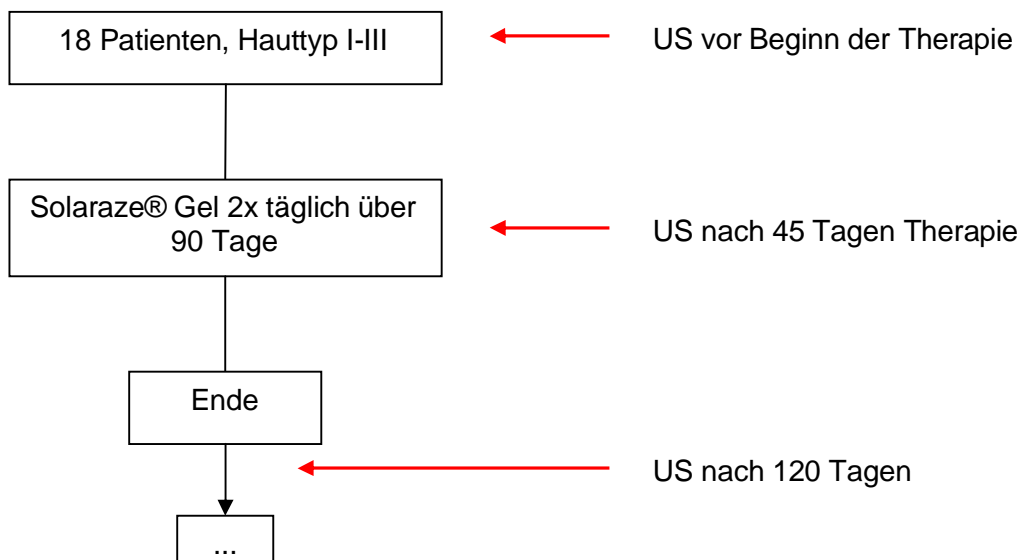 18 Patienten, Hauttyp I-III
US vor Beginn der Therapie
Solaraze® Gel 2x täglich über
90 Tage
US nach 45 Tagen Therapie
Ende
US nach 120 Tagen
...